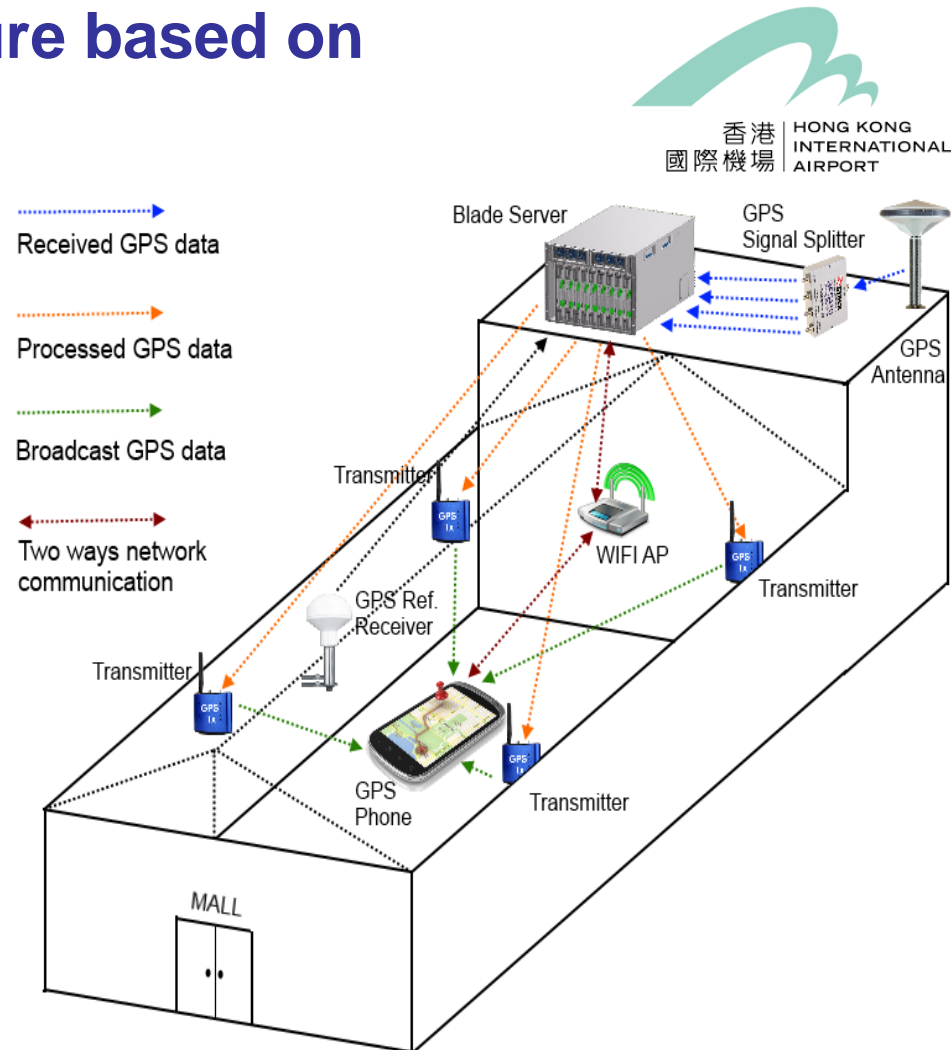 ure based on
香港
國際機場
HONG KONG
INTERNATIONAL
AIRPORT
Received GPS data
Blade Server
GPS
Signal Splitter
Processed GPS data
GPS
Antenna
Broadcast GPS data
Transmitter
GPS
Tx
WIFI AP
GPS
Tx
Transmitter
Two ways network
communication
GPS Ref.
Receiver
Transmitter
GPS
Tx
GPS
Phone
GPS
Tx
Transmitter
MALL